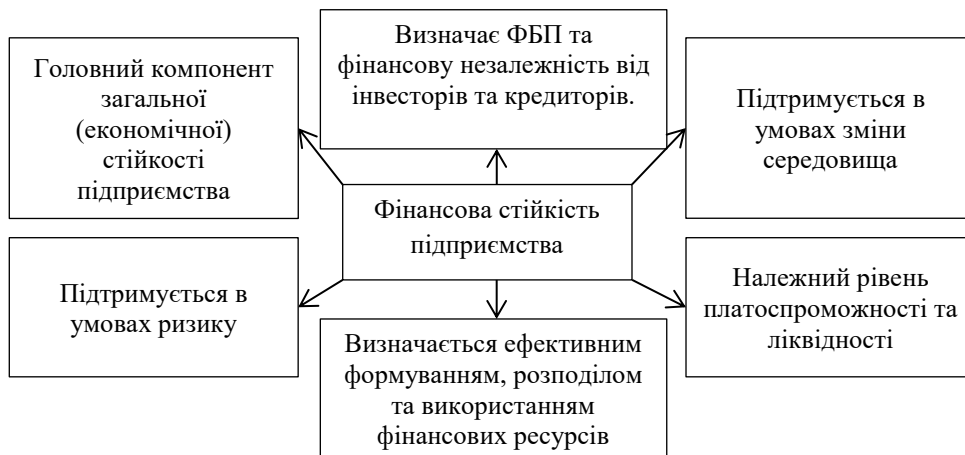 Головний компонент
загальної
(економічної)
стійкості
підприємства
Визначає ФБП та
фінансову незалежність від
інвесторів та кредиторів.
Підтримується в
умовах зміни
середовища
Фінансова стійкість
підприємства
Підтримується в
умовах ризику
Визначається ефективним
формуванням, розподілом
та використанням
фінансових ресурсів
Належний рівень
платоспроможності та
ліквідності